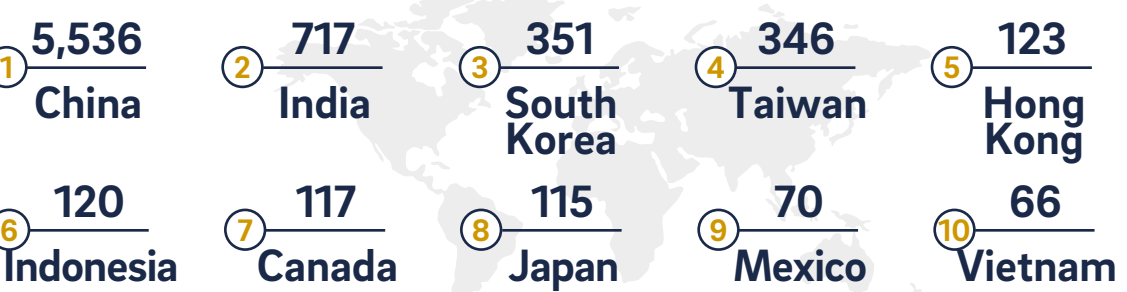 5,536
1
China
717
2
India
351
3
South
Korea
346
4
Taiwan
123
5
Hong
Kong
120
6
Indonesia
117
7
Canada
115
8
Japan
70
9
Mexico
66
10
Vietnam